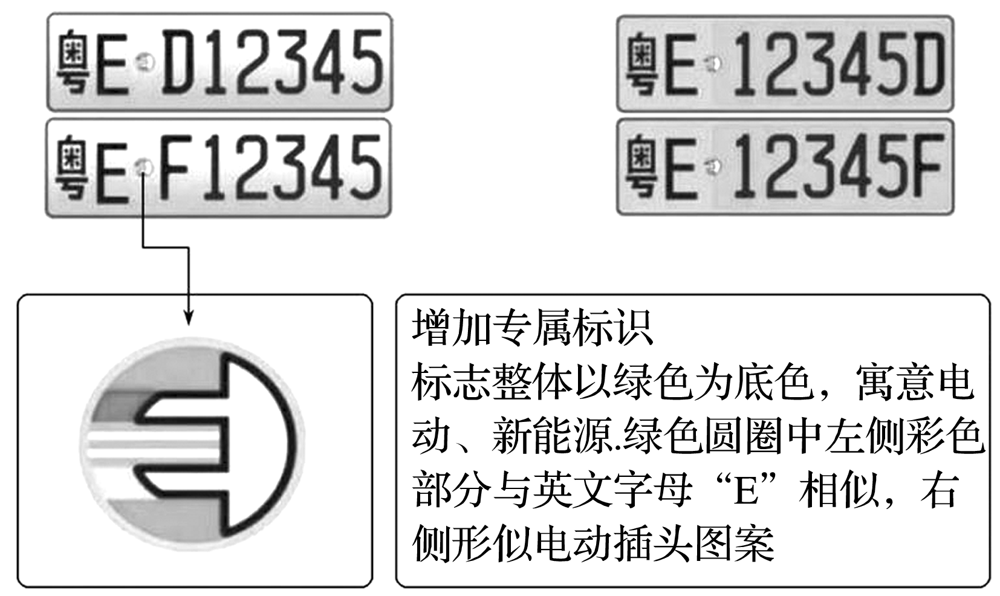 粤E D12345
粤E 12345D
粤E F12345
粤E 12345F
增加专属标识
标志整体以绿色为底色，寓意电
动、新能源.绿色圆圈中左侧彩色
部分与英文字母“E”相似，右
侧形似电动插头图案